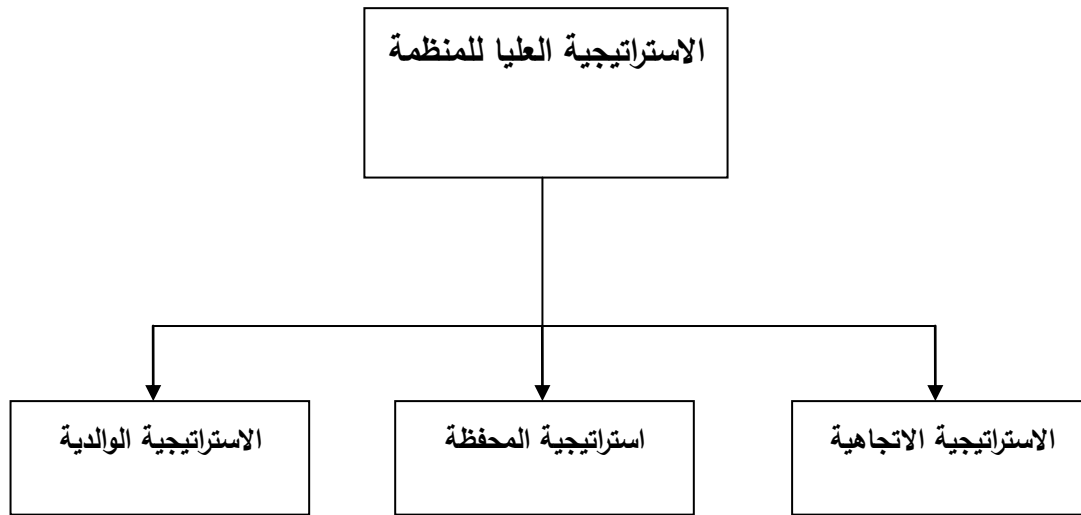 الاستراتيجية العليا للمنظمة
الاستراتيجية الاتجاهية
استراتيجية المحفظة
الاستراتيجية الوالدية